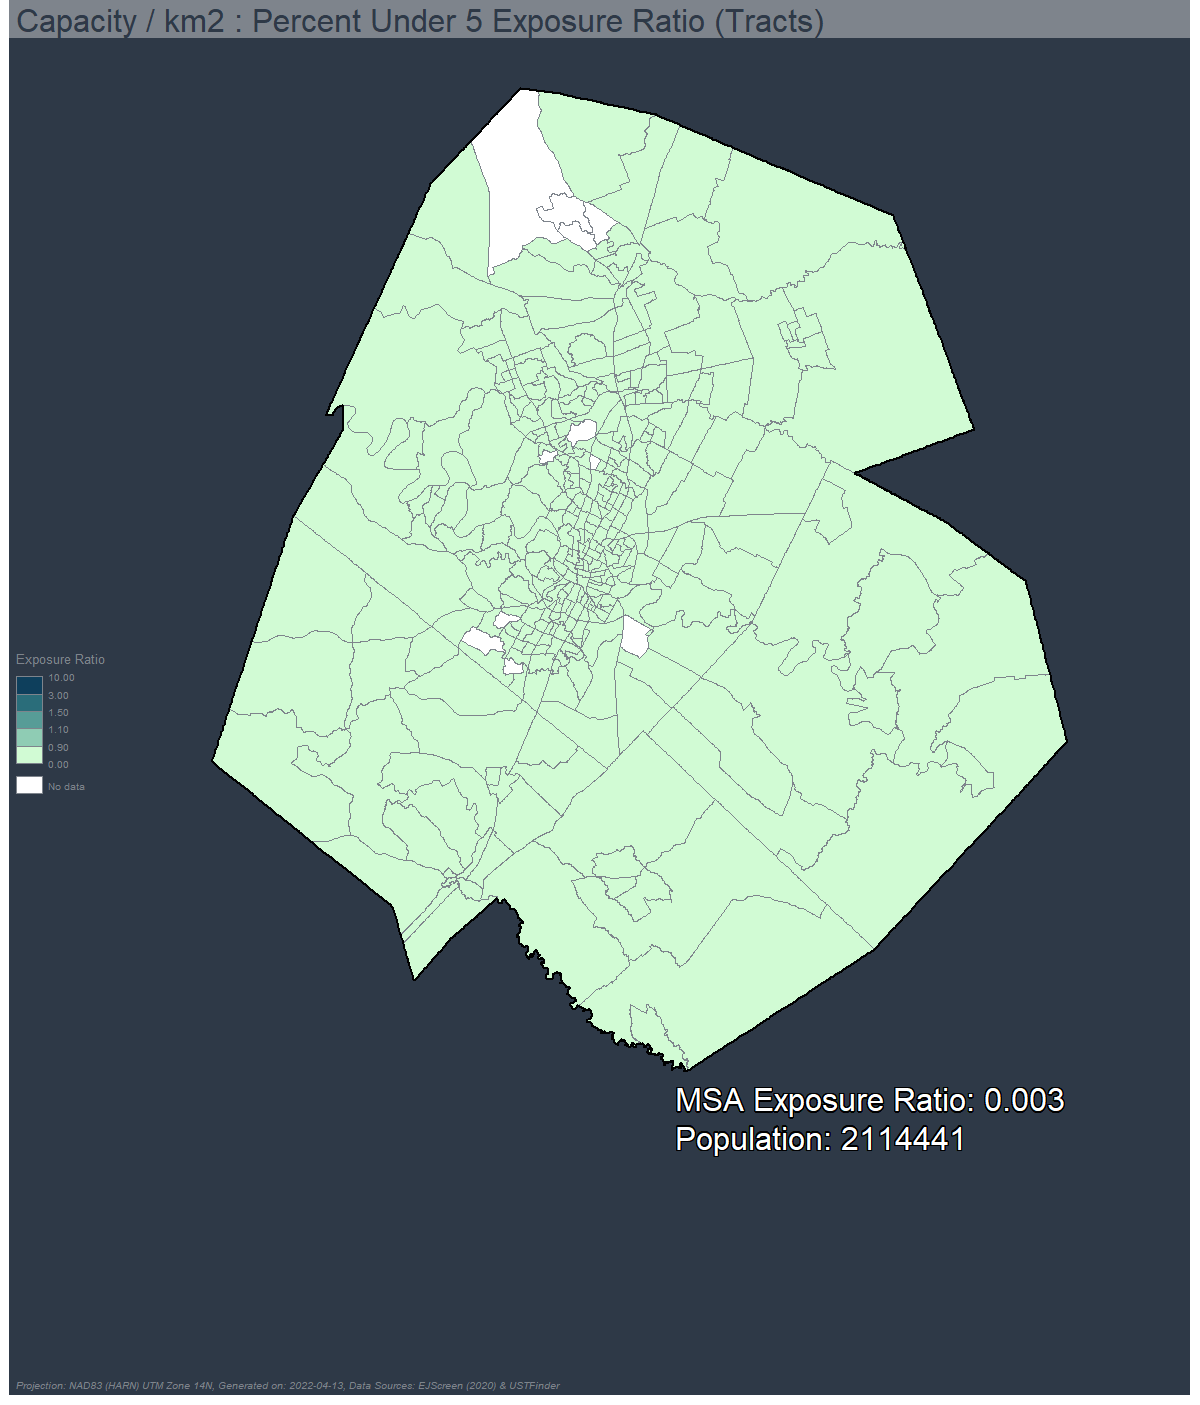 Capacity / km2 : Percent Under 5 Exposure Ratio (Tracts)
Exposure Ratio
10.00
3.00
1.50
1.10
0.90
0.00
No data
MSA Exposure Ratio: 0.003
Population: 2114441
Projection: NAD83 (HARN) UTM Zone 14N, Generated on: 2022-04-13, Data Sources: EJScreen (2020) & USTFinder